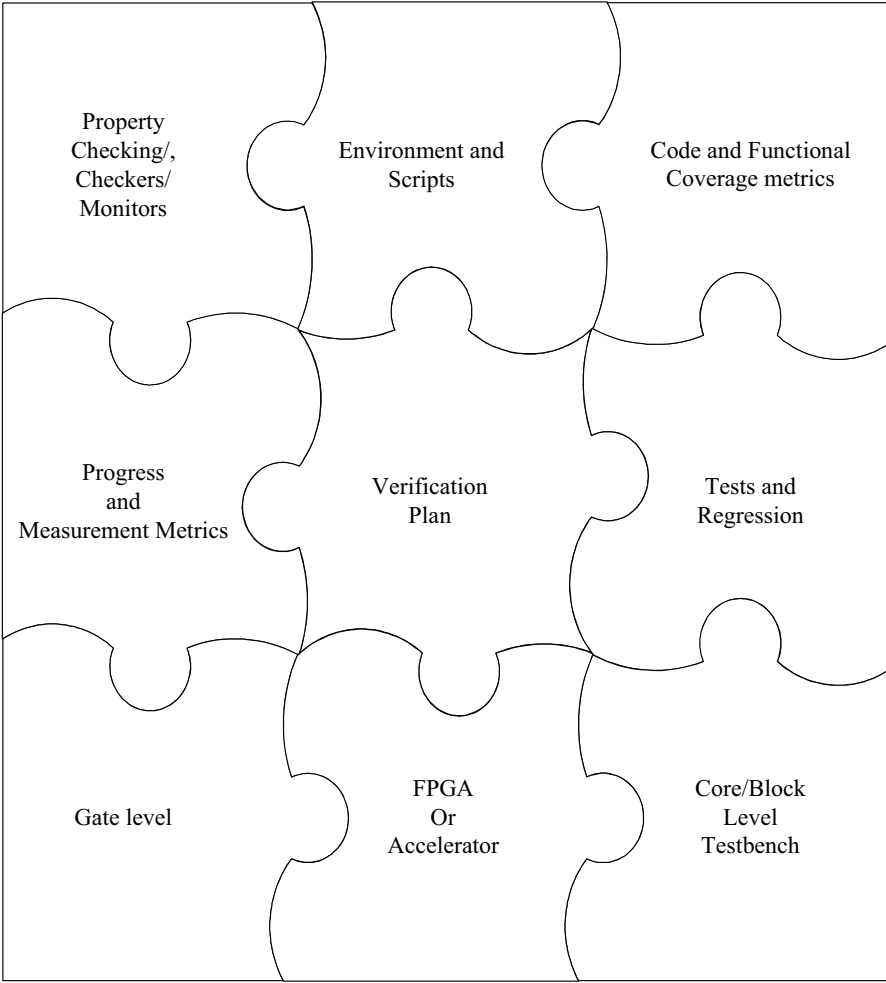 Property
Checking/,
Checkers/
Monitors
Environment and
Scripts
Code and Functional
Coverage metrics
Progress
and
Measurement Metrics
Verification
Plan
Tests and
Regression
Gate level
FPGA
Or
Accelerator
Core/Block
Level
Testbench